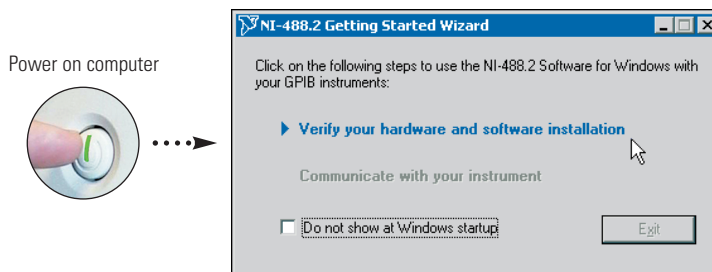 Power on computer
NI-488.2 Getting Started Wizard
Click on the following steps to use the NI-488.2 Software for Windows with
your GPIB instruments:
Verify your hardware and software installation
Communicate with your instrument
Do not show at Windows startup
Exit